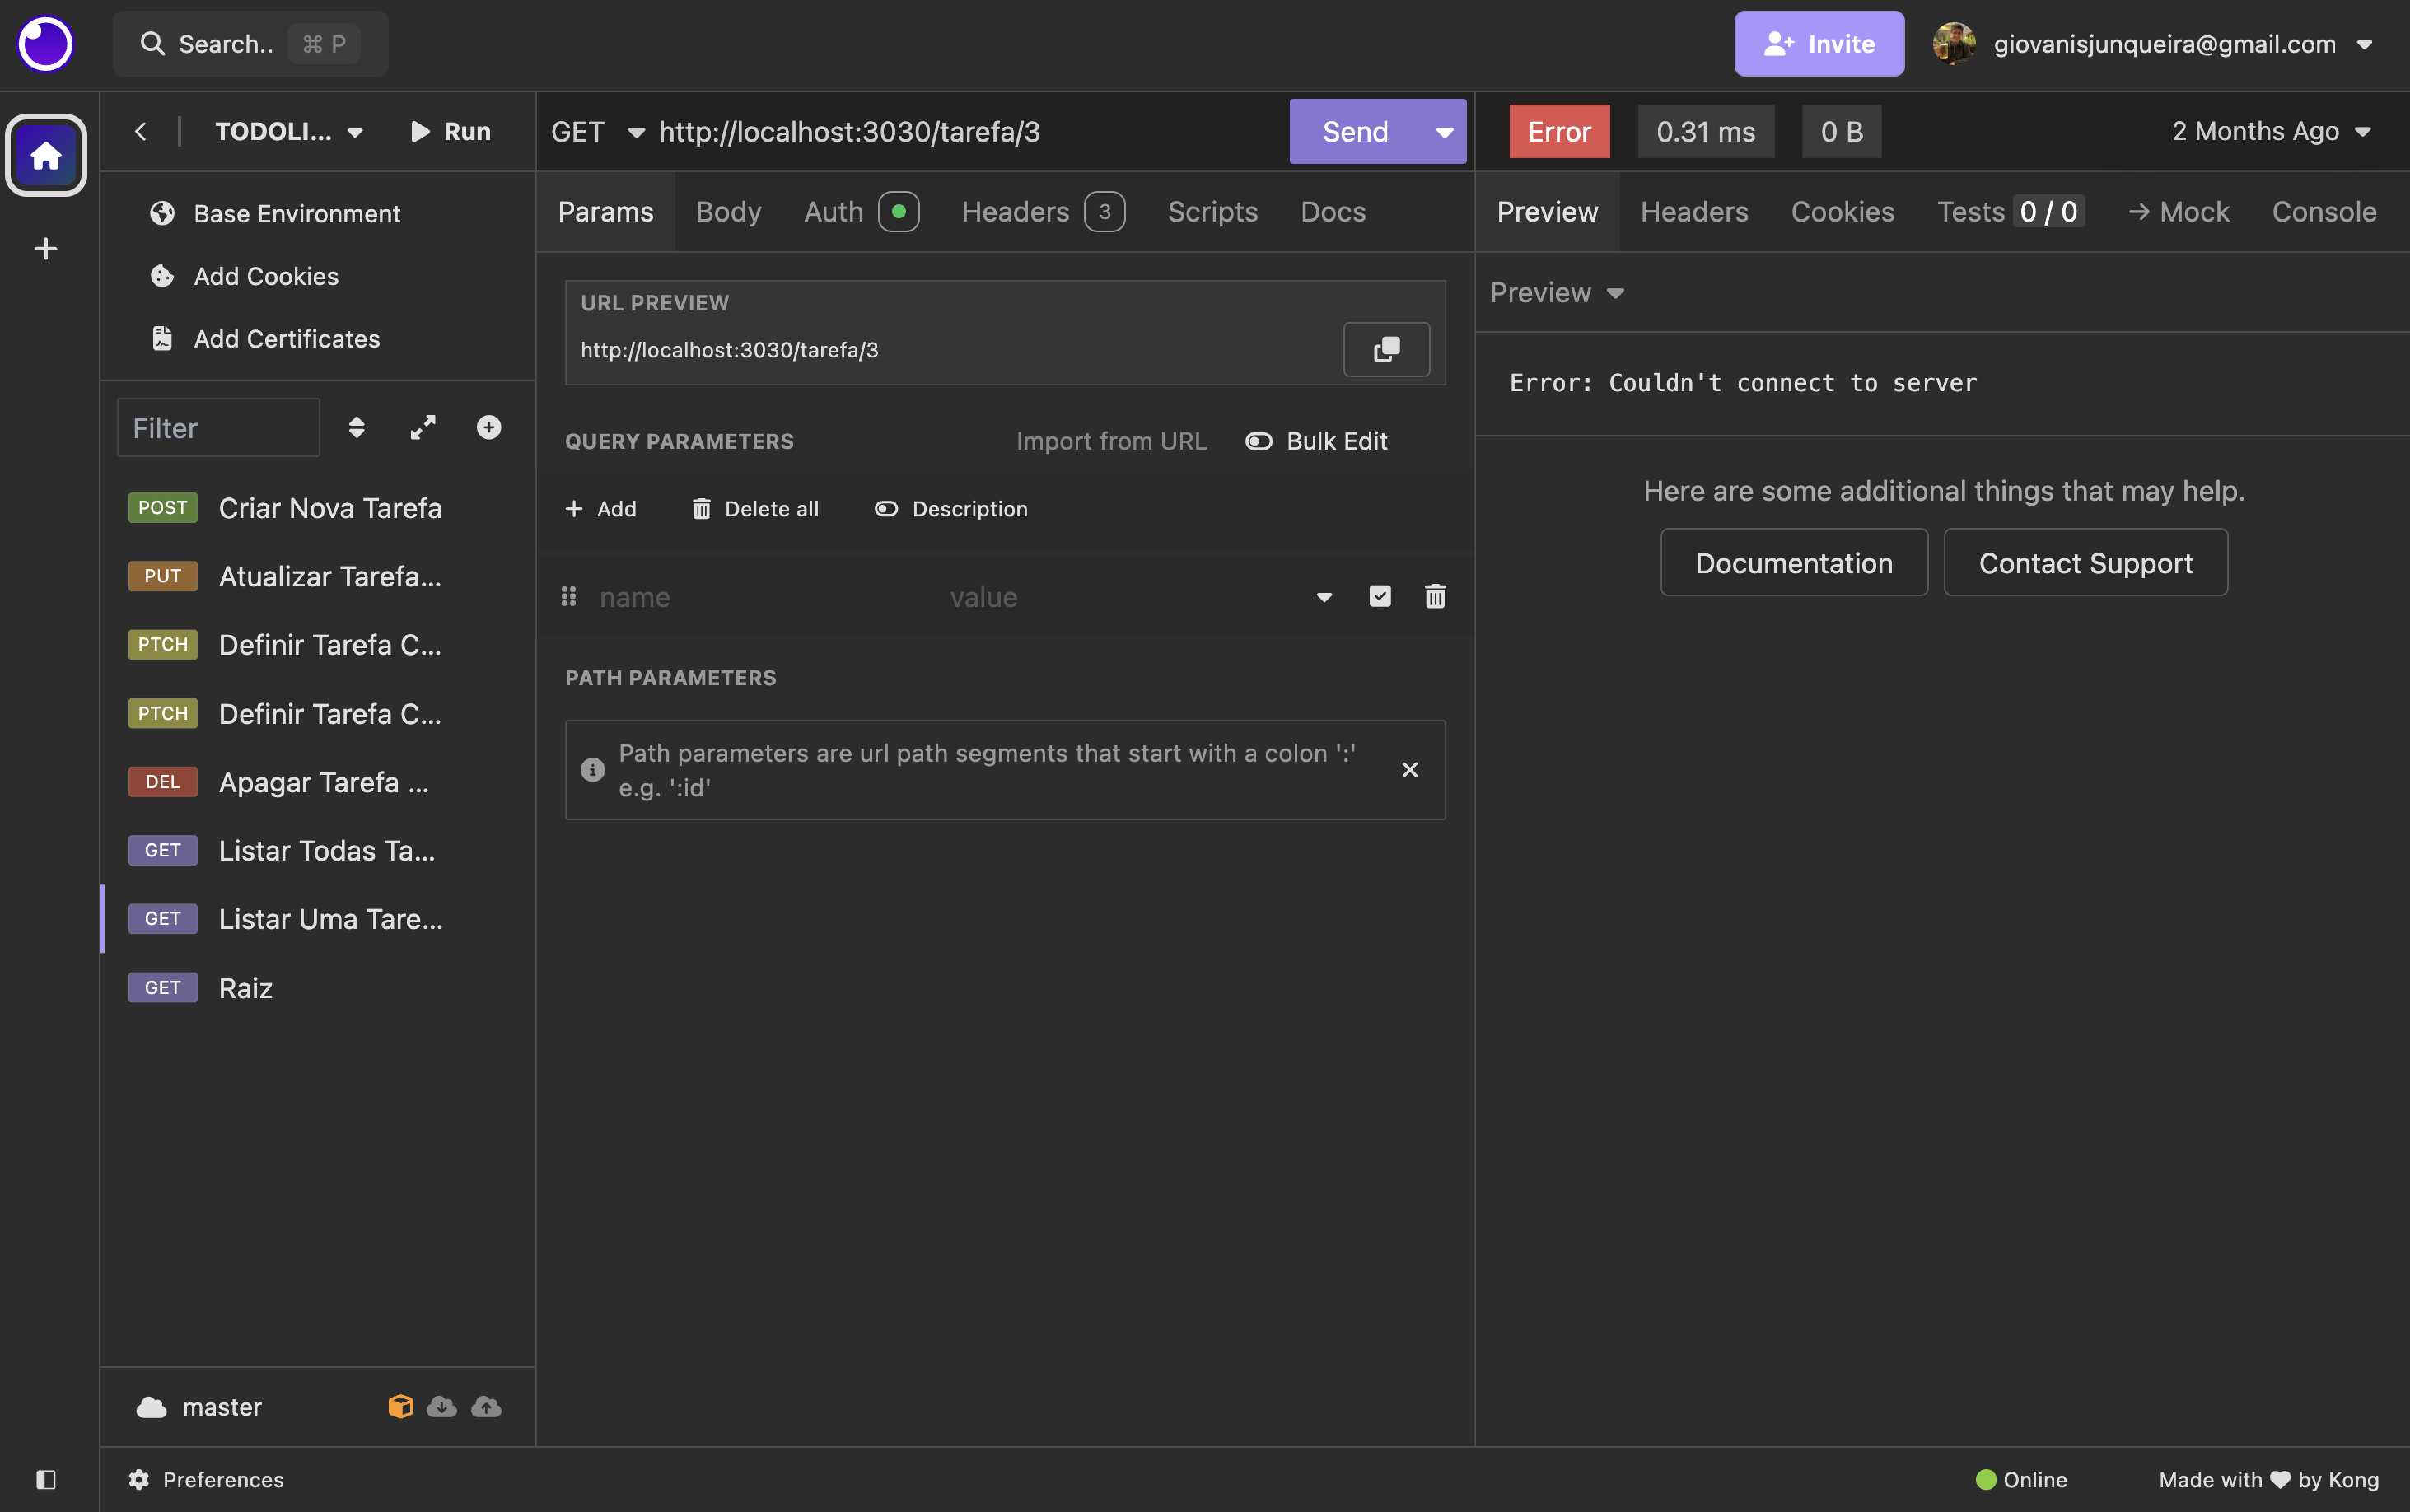 Search.. ⌘ P
Invite
giovanisjunqueira@gmail.com
TODOLI...
Run
Base Environment
Add Cookies
Add Certificates
Filter
POST Criar Nova Tarefa
PUT Atualizar Tarefa...
PTCH Definir Tarefa C...
PTCH Definir Tarefa C...
DEL Apagar Tarefa ...
GET Listar Todas Ta...
GET Listar Uma Tare...
GET Raiz
master
GET http://localhost:3030/tarefa/3
Send
Params Body Auth Headers 3 Scripts Docs
URL PREVIEW
http://localhost:3030/tarefa/3
QUERY PARAMETERS Import from URL Bulk Edit
Add Delete all Description
name value
PATH PARAMETERS
Path parameters are url path segments that start with a colon ':'
e.g. ':id'
Error 0.31 ms 0 B 2 Months Ago
Preview Headers Cookies Tests 0 / 0 → Mock Console
Preview
Error: Couldn't connect to server
Here are some additional things that may help.
Documentation Contact Support
Preferences
Online
Made with ♥ by Kong